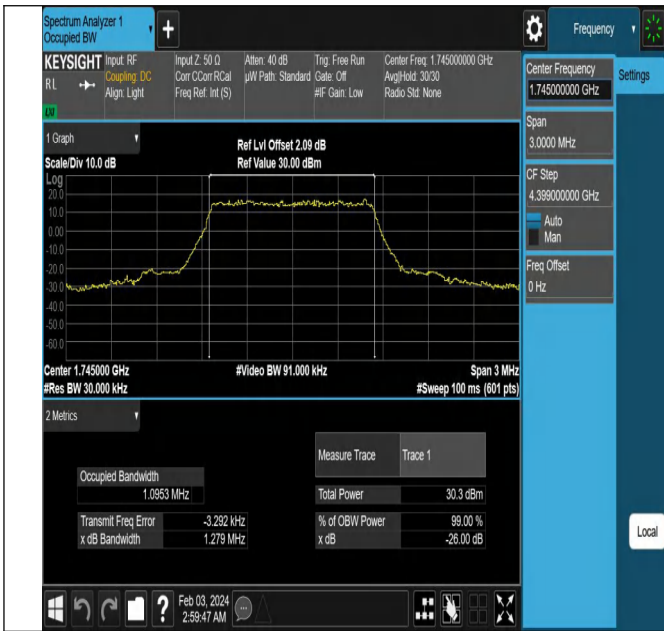 Spectrum Analyzer 1
Occupied BW
+
Frequency
KEYSIGHT
RL
LXI
Input: RF
Coupling: DC
Align: Light
Input Z: 50 Ω
Corr CCorr RCal
Freq Ref: Int (S)
Atten: 40 dB
µW Path: Standard
Trig: Free Run
Gate: Off
#IF Gain: Low
Center Freq: 1.745000000 GHz
Avg|Hold: 30/30
Radio Std: None
Center Frequency
1.745000000 GHz
Settings
Span
3.0000 MHz
CF Step
4.399000000 GHz
Auto
Man
Freq Offset
0 Hz
Local
1 Graph
Scale/Div 10.0 dB
Ref Lvl Offset 2.09 dB
Ref Value 30.00 dBm
Log
20.0
10.0
0.00
-10.0
-20.0
-30.0
-40.0
-50.0
-60.0
Center 1.745000 GHz
#Video BW 91.000 kHz
Span 3 MHz
#Res BW 30.000 kHz
#Sweep 100 ms (601 pts)
2 Metrics
Measure Trace Trace 1
Occupied Bandwidth
1.0953 MHz
Total Power 30.3 dBm
Transmit Freq Error -3.292 kHz
% of OBW Power 99.00 %
x dB Bandwidth 1.279 MHz
x dB -26.00 dB
?
Feb 03, 2024
2:59:47 AM